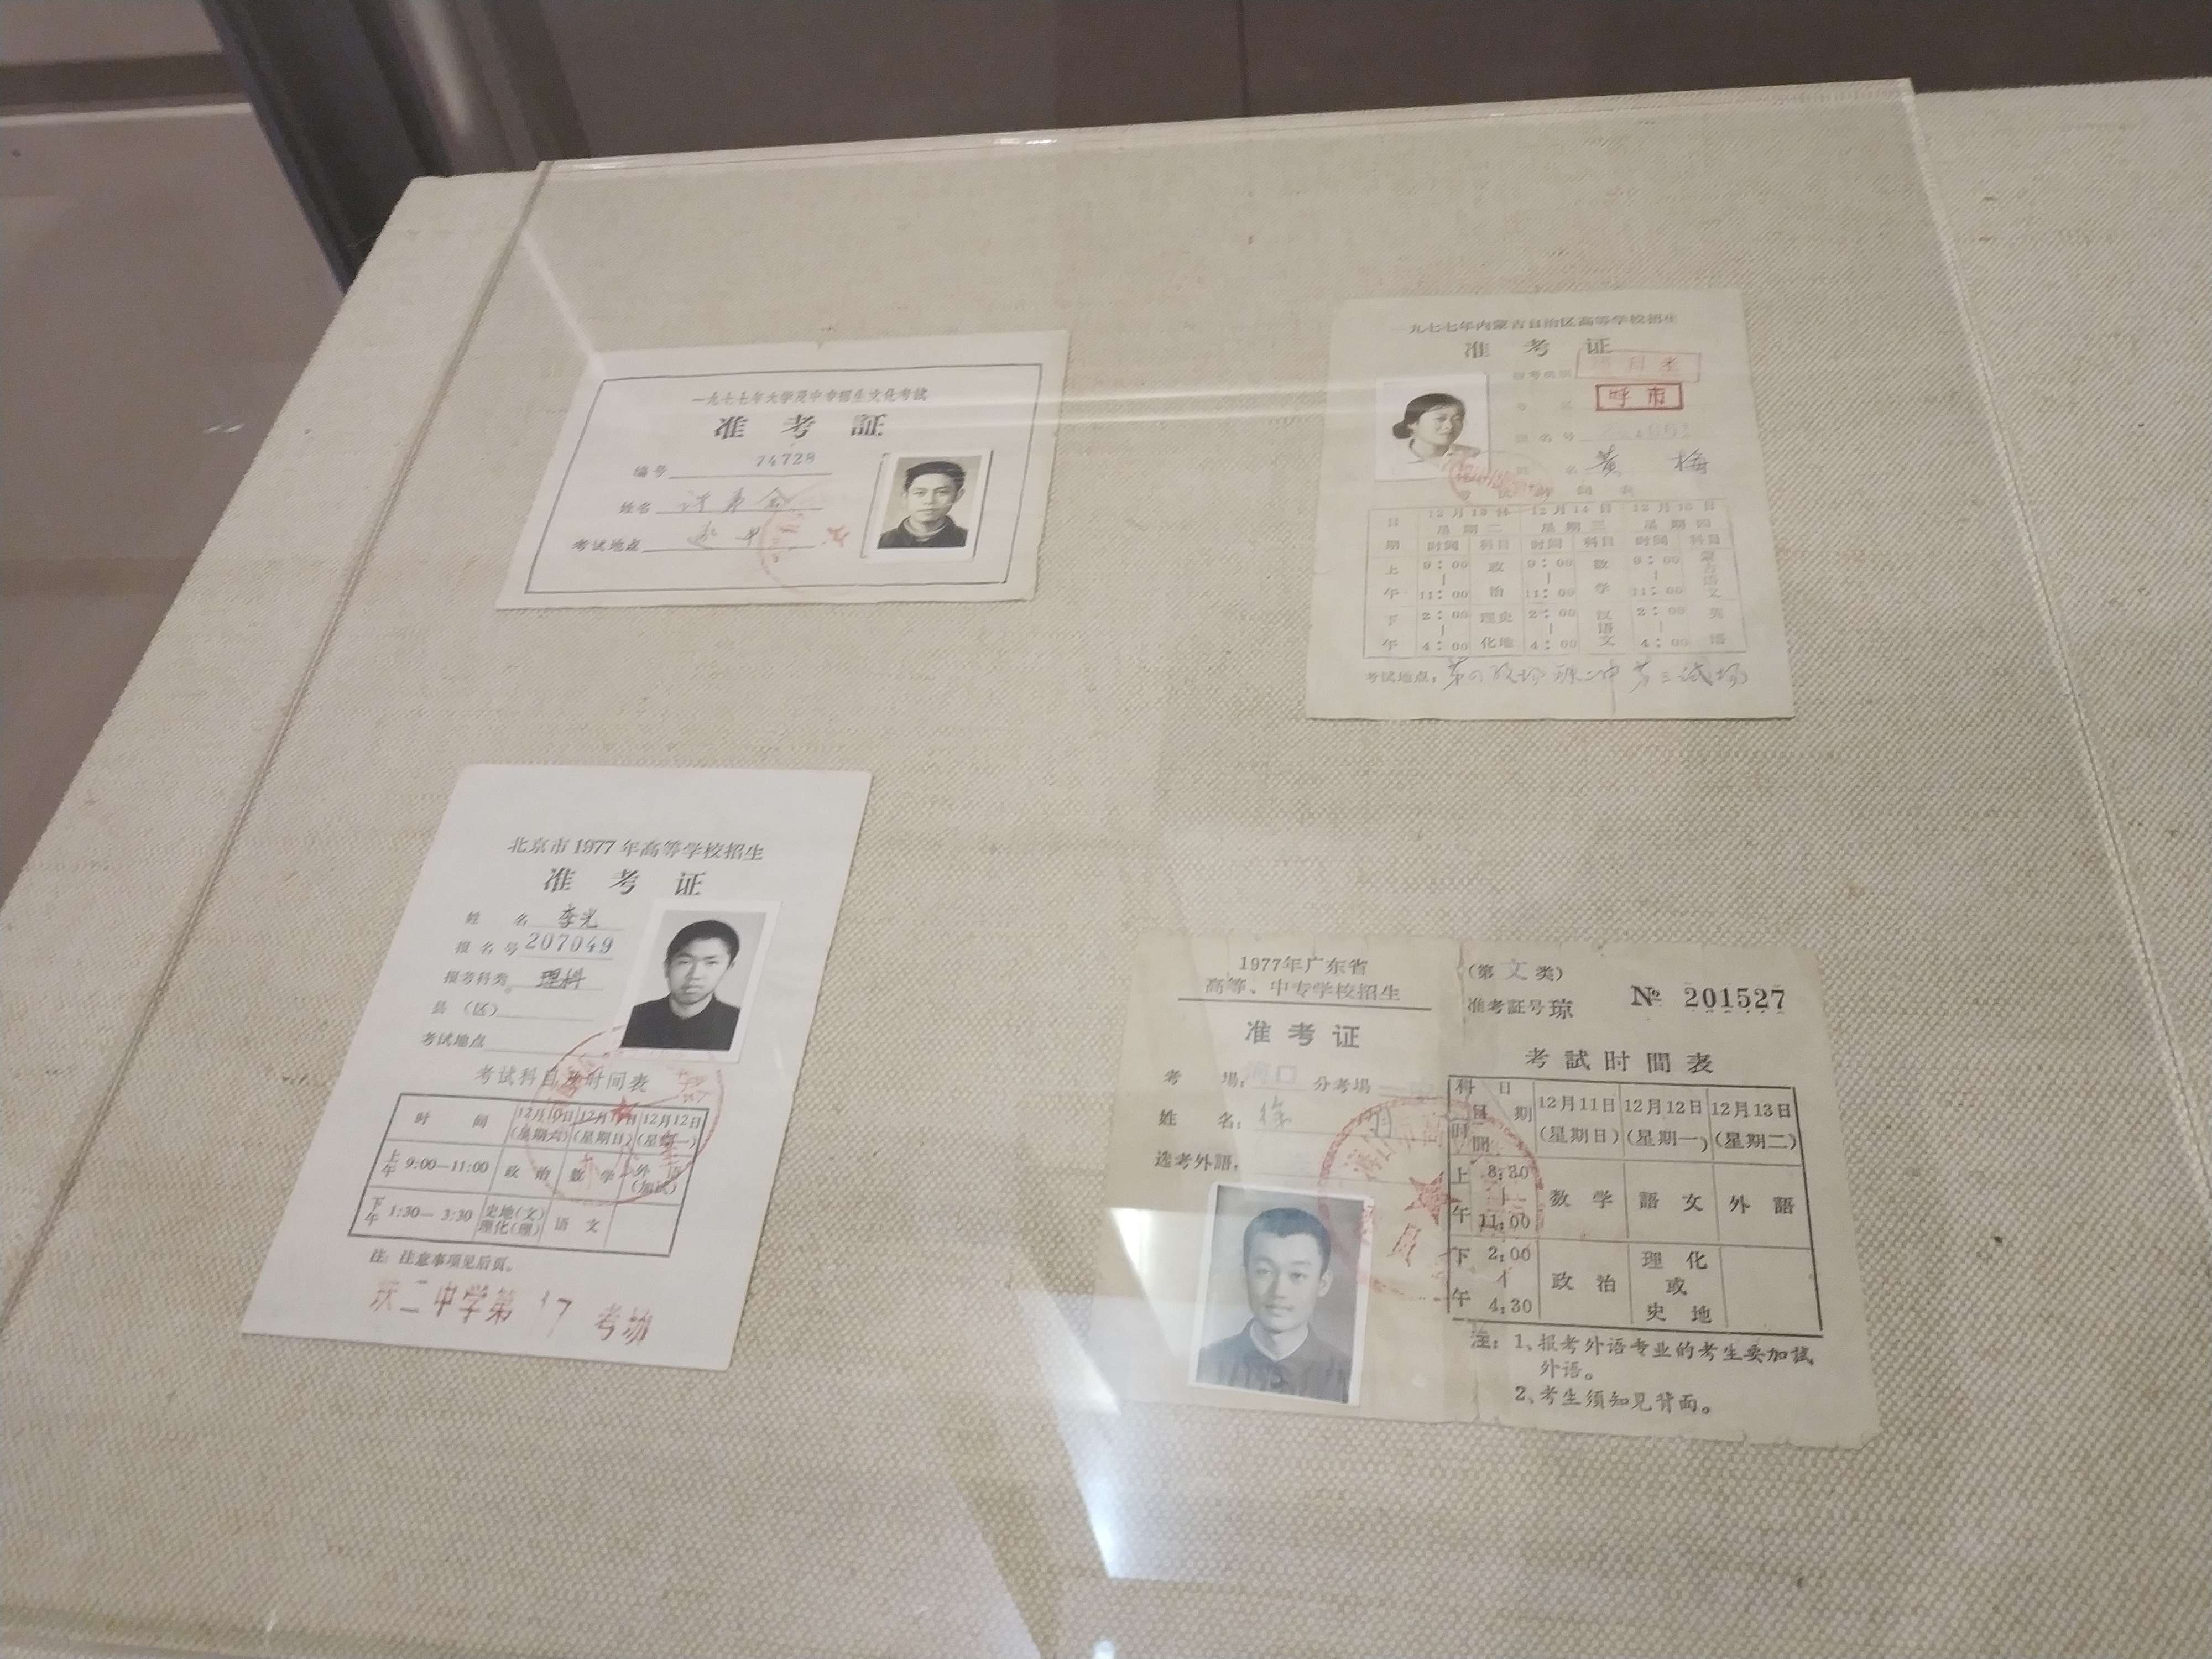 一九七七年大学及中专招生文化考试
准 考 証
编号 74728
姓名
考试地点
九七七年内蒙古自治区高等学校招生
准 考 证
报考类别
呼市
报名号
姓 名 黄 梅
考 试 时 间 表
日 期 12月13日 星期二 12月14日 星期三 12月15日 星期四
时间 科目 时间 科目 时间 科目
上午 9:00—11:00 政治 9:00—11:00 数学 9:00—11:00 蒙古语文
下午 2:00—4:00 理化 史地 2:00—4:00 汉语文 2:00—4:00 英语
考试地点:
北京市1977年高等学校招生
准 考 证
姓 名 李光
报名号 207049
报考科类 理科
县(区)
考试地点
考试科目及时间表
时 间 12月10日(星期六) 12月11日(星期日) 12月12日(星期一)
上午 9:00—11:00 政 治 数 学 外 语(加试)
下午 1:30—3:30 史地(文) 理化(理) 语 文
注:注意事项见后页。
二中学第 17 考场
1977年广东省
高等、中专学校招生
准 考 证
考 場: 口 分考場
姓 名: 徐
选考外語:
(第 文 类)
准考証号 琼 № 201527
考 試 时 間 表
科目 日期 时間 12月11日(星期日) 12月12日(星期一) 12月13日(星期二)
上午 8:30—11:00 数 学 語 文 外 語
下午 2:00—4:30 政 治 理 化 或 史 地
注:1、报考外语专业的考生要加試
外语。
2、考生须知见背面。